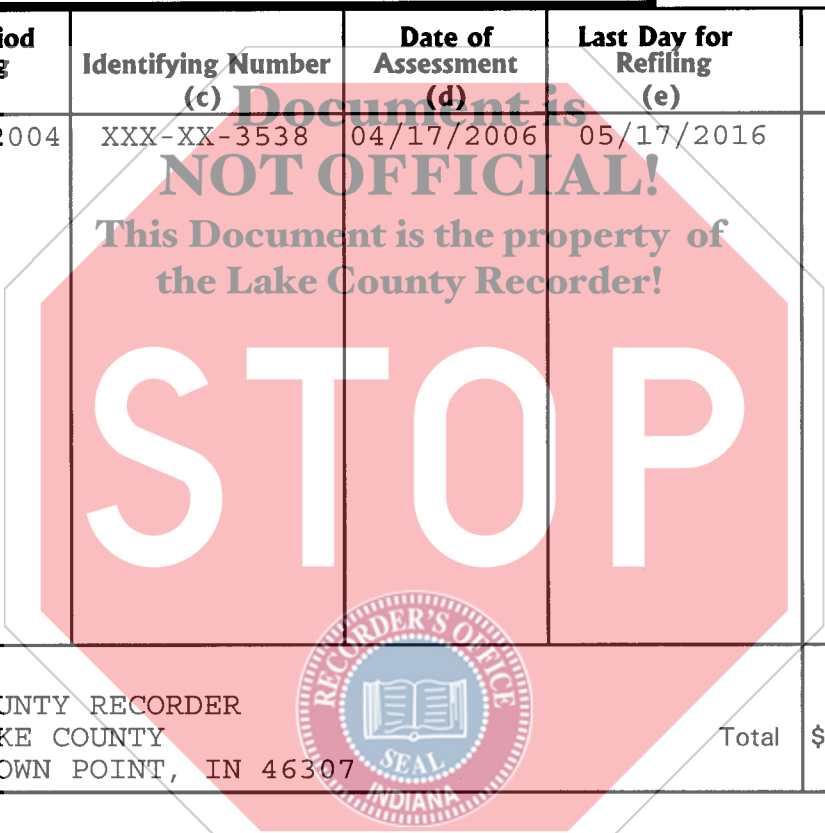 iod Date of Last Day for
g Identifying Number Assessment Refiling
(c) (d) (e)
Document is
2004 XXX-XX-3538 04/17/2006 05/17/2016
NOT OFFICIAL!
This Document is the property of
the Lake County Recorder!
STOP
RECORDER'S OFFICE
UNTY RECORDER
KE COUNTY Total $
OWN POINT, IN 46307
SEAL
INDIANA